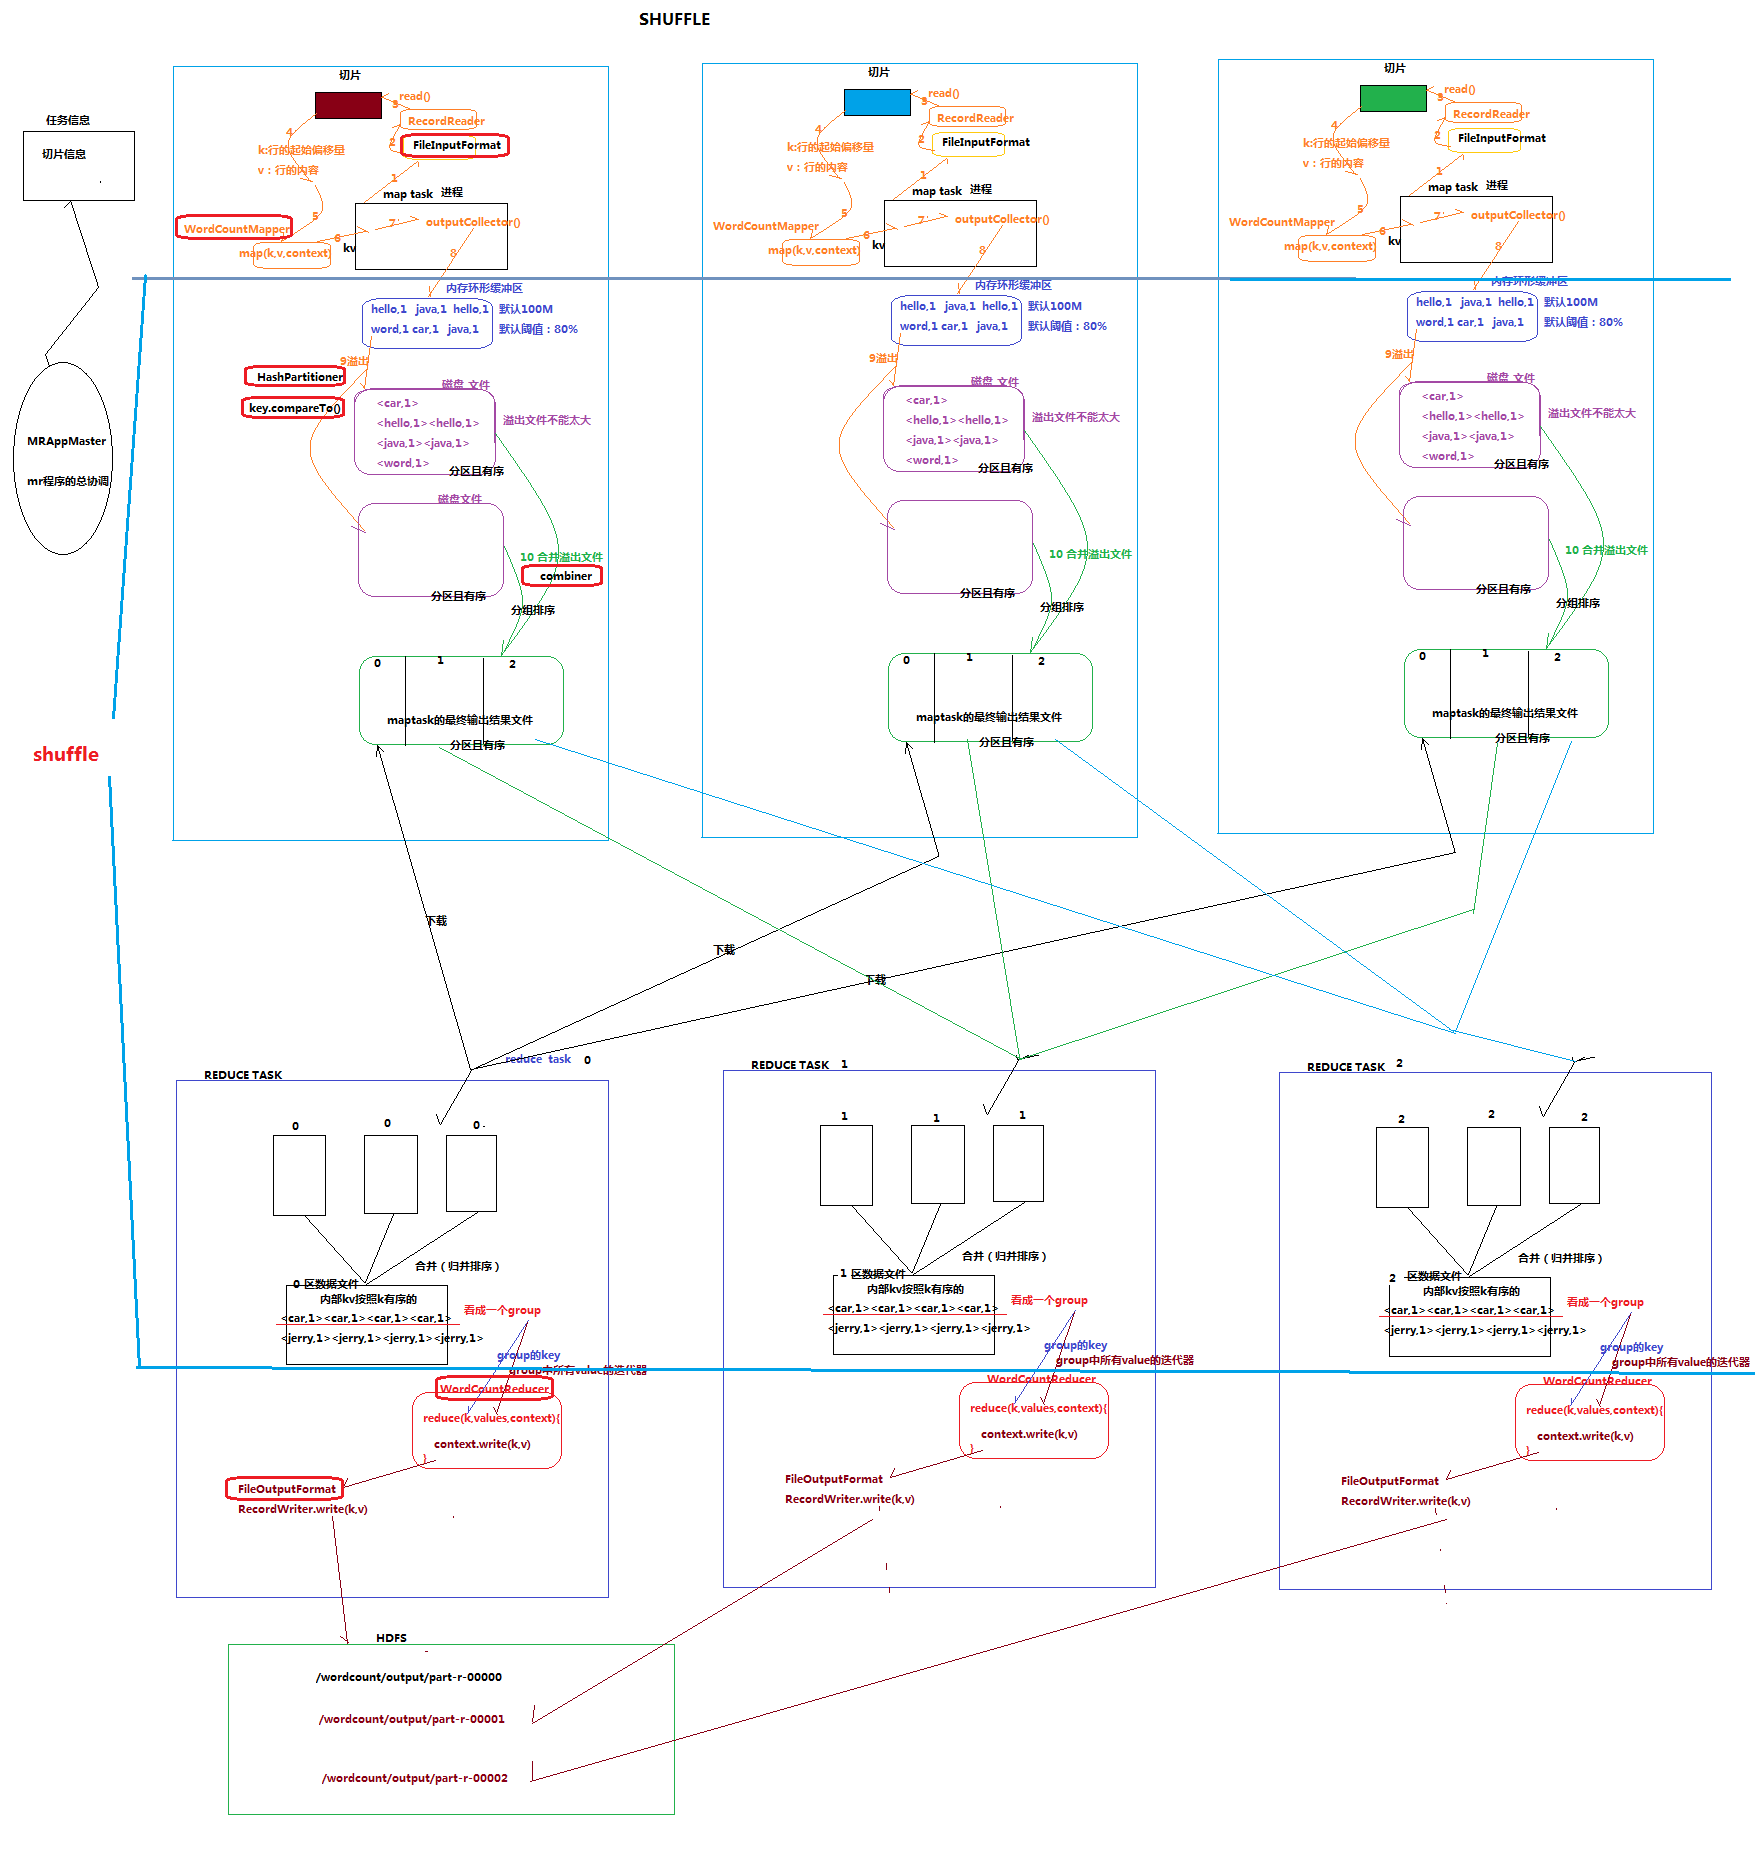 SHUFFLE
任务信息
切片信息
MRAppMaster
mr程序的总协调
shuffle
切片
read()
3
RecordReader
2
FileInputFormat
4
k:行的起始偏移量
v：行的内容
1
map task 进程
5
WordCountMapper
7
outputCollector()
6
kv
map(k,v,context)
8
内存环形缓冲区
hello,1 java,1 hello,1 默认100M
word,1 car,1 java,1 默认阈值：80%
9溢出
HashPartitioner
key.compareTo()
磁盘 文件
<car,1>
<hello,1><hello,1>
<java,1><java,1>
<word,1>
溢出文件不能太大
分区且有序
磁盘文件
10 合并溢出文件
combiner
分区且有序
分组排序
0 1 2
maptask的最终输出结果文件
分区且有序
切片
read()
3
RecordReader
2
FileInputFormat
4
k:行的起始偏移量
v：行的内容
1
map task 进程
5
WordCountMapper
7
outputCollector()
6
kv
map(k,v,context)
8
内存环形缓冲区
hello,1 java,1 hello,1 默认100M
word,1 car,1 java,1 默认阈值：80%
9溢出
磁盘 文件
<car,1>
<hello,1><hello,1>
<java,1><java,1>
<word,1>
溢出文件不能太大
分区且有序
10 合并溢出文件
分区且有序
分组排序
0 1 2
maptask的最终输出结果文件
分区且有序
切片
read()
3
RecordReader
2
FileInputFormat
4
k:行的起始偏移量
v：行的内容
1
map task 进程
5
WordCountMapper
7
outputCollector()
6
kv
map(k,v,context)
8
内存环形缓冲区
hello,1 java,1 hello,1 默认100M
word,1 car,1 java,1 默认阈值：80%
9溢出
磁盘 文件
<car,1>
<hello,1><hello,1>
<java,1><java,1>
<word,1>
溢出文件不能太大
分区且有序
10 合并溢出文件
分区且有序
分组排序
0 1 2
maptask的最终输出结果文件
分区且有序
下载
下载
下载
reduce task 0
REDUCE TASK
0 0 0
合并（归并排序）
0 区数据文件
内部kv按照k有序的
<car,1><car,1><car,1><car,1>
看成一个group
<jerry,1><jerry,1><jerry,1><jerry,1>
group的key
group中所有value的迭代器
WordCountReducer
reduce(k,values,context){
context.write(k,v)
}
FileOutputFormat
RecordWriter.write(k,v)
REDUCE TASK 1
1 1 1
合并（归并排序）
1 区数据文件
内部kv按照k有序的
<car,1><car,1><car,1><car,1>
看成一个group
<jerry,1><jerry,1><jerry,1><jerry,1>
group的key
group中所有value的迭代器
WordCountReducer
reduce(k,values,context){
context.write(k,v)
}
FileOutputFormat
RecordWriter.write(k,v)
REDUCE TASK 2
2 2 2
合并（归并排序）
2 区数据文件
内部kv按照k有序的
<car,1><car,1><car,1><car,1>
看成一个group
<jerry,1><jerry,1><jerry,1><jerry,1>
group的key
group中所有value的迭代器
WordCountReducer
reduce(k,values,context){
context.write(k,v)
}
FileOutputFormat
RecordWriter.write(k,v)
HDFS
/wordcount/output/part-r-00000
/wordcount/output/part-r-00001
/wordcount/output/part-r-00002